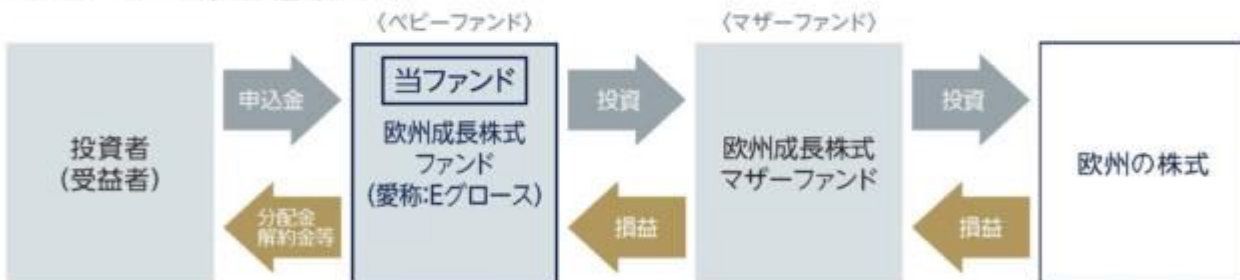 〈ベビーファンド〉
〈マザーファンド〉
投資者
(受益者)
申込金
分配金
解約金等
当ファンド
欧州成長株式
ファンド
(愛称:Eグロース)
投資
損益
欧州成長株式
マザーファンド
投資
損益
欧州の株式